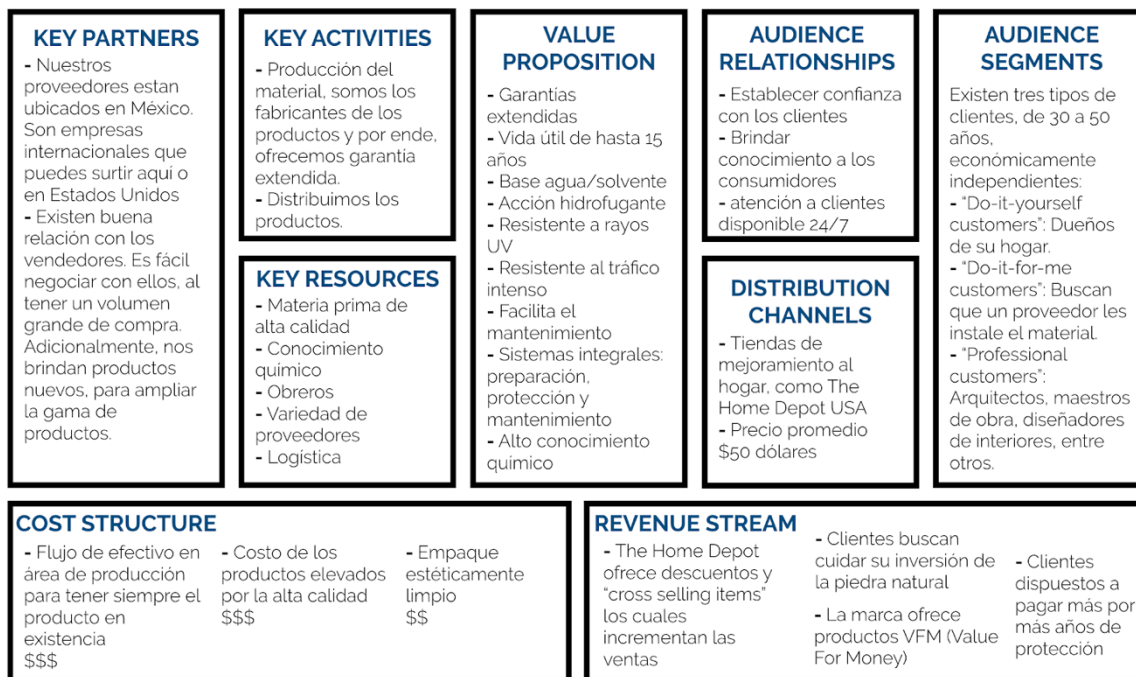 KEY PARTNERS
- Nuestros
proveedores estan
ubicados en México.
Son empresas
internacionales que
puedes surtir aquí o
en Estados Unidos
- Existen buena
relación con los
vendedores. Es fácil
negociar con ellos, al
tener un volumen
grande de compra.
Adicionalmente, nos
brindan productos
nuevos, para ampliar
la gama de
productos.
KEY ACTIVITIES
- Producción del
material, somos los
fabricantes de los
productos y por ende,
ofrecemos garantía
extendida.
- Distribuimos los
productos.
KEY RESOURCES
- Materia prima de
alta calidad
- Conocimiento
químico
- Obreros
- Variedad de
proveedores
- Logística
VALUE
PROPOSITION
- Garantías
extendidas
- Vida útil de hasta 15
años
- Base agua/solvente
- Acción hidrofugante
- Resistente a rayos
UV
- Resistente al tráfico
intenso
- Facilita el
mantenimiento
- Sistemas integrales:
preparación,
protección y
mantenimiento
- Alto conocimiento
químico
AUDIENCE
RELATIONSHIPS
- Establecer confianza
con los clientes
- Brindar
conocimiento a los
consumidores
- atención a clientes
disponible 24/7
DISTRIBUTION
CHANNELS
- Tiendas de
mejoramiento al
hogar, como The
Home Depot USA
- Precio promedio
$50 dólares
AUDIENCE
SEGMENTS
Existen tres tipos de
clientes, de 30 a 50
años,
económicamente
independientes:
- "Do-it-yourself
customers": Dueños
de su hogar.
- "Do-it-for-me
customers": Buscan
que un proveedor les
instale el material.
- "Professional
customers":
Arquitectos, maestros
de obra, diseñadores
de interiores, entre
otros.
COST STRUCTURE
- Flujo de efectivo en
área de producción
para tener siempre el
producto en
existencia
$$$
- Costo de los
productos elevados
por la alta calidad
$$$
- Empaque
estéticamente
limpio
$$
REVENUE STREAM
- The Home Depot
ofrece descuentos y
"cross selling items"
los cuales
incrementan las
ventas
- Clientes buscan
cuidar su inversión de
la piedra natural
- La marca ofrece
productos VFM (Value
For Money)
- Clientes
dispuestos a
pagar más por
más años de
protección